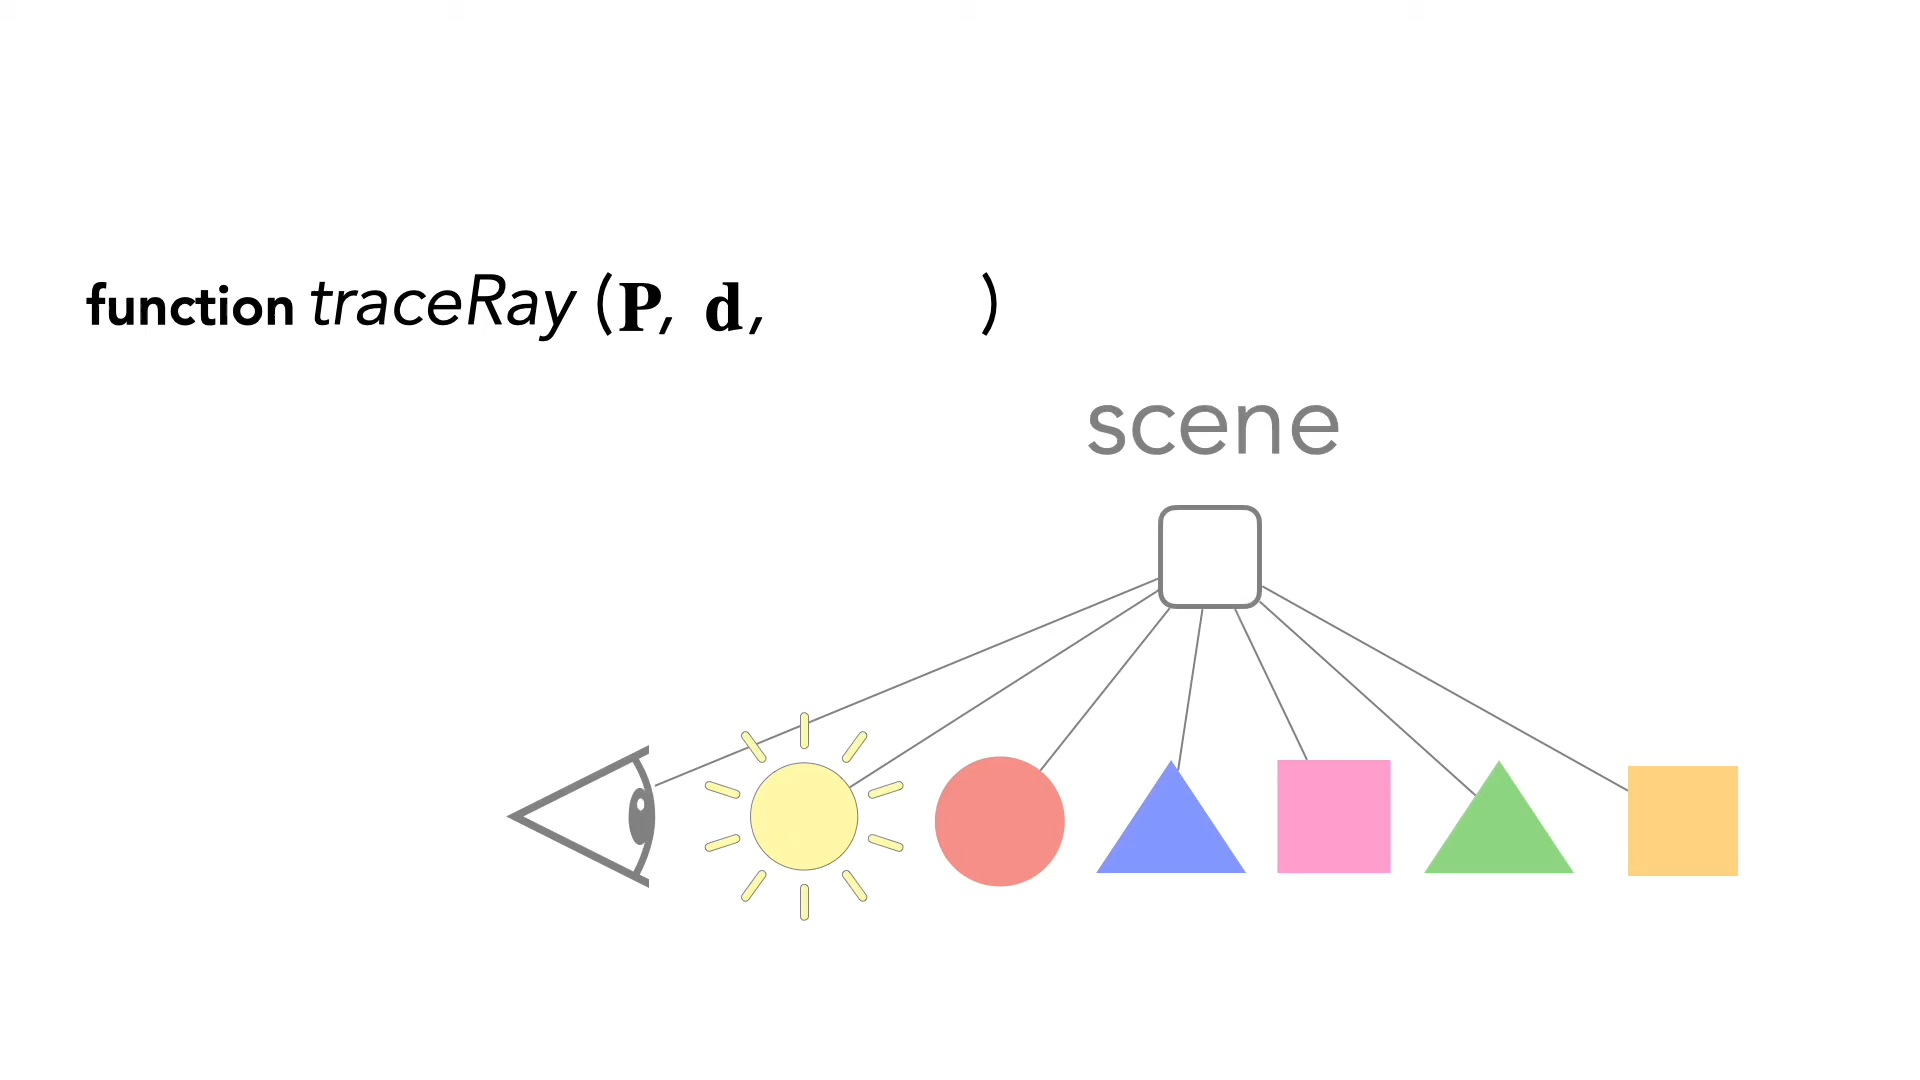 function traceRay (P, d, )
scene